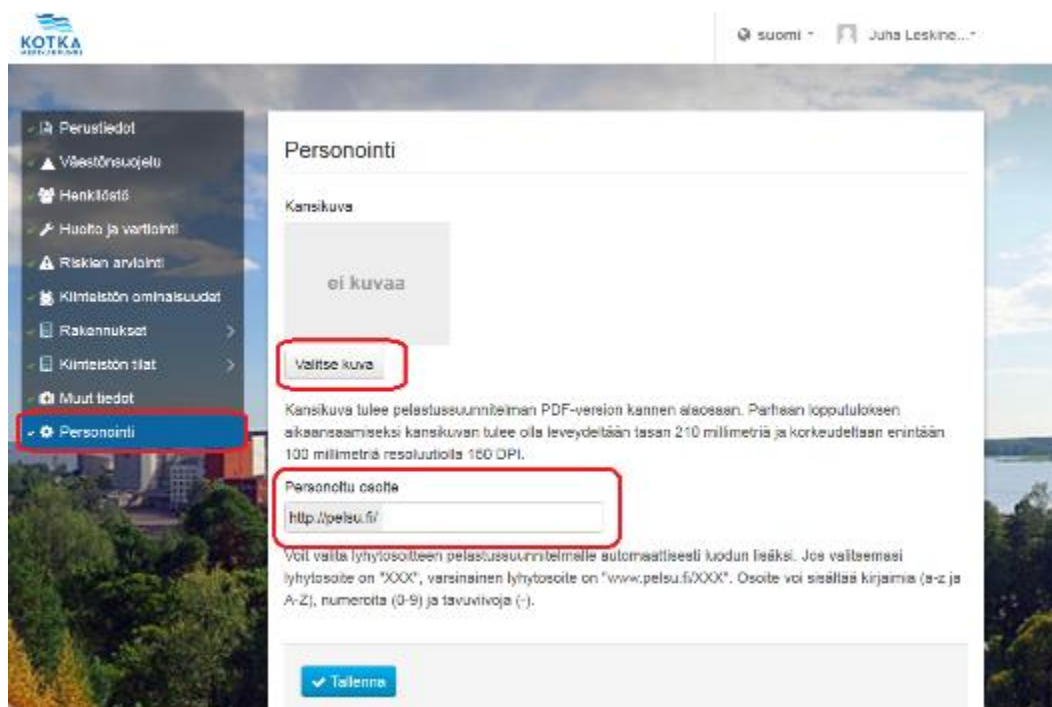 KOTKA
suomi
Juha Leskine...
Perustiedot
Väestönsuojelu
Henkilöstö
Huolto ja vartiointi
Riskien arviointi
Kiinteistön ominaisuudet
Rakennukset
Kiinteistön tilat
Muut tiedot
Personointi
Personointi
Kansikuva
ei kuvaa
Valitse kuva
Kansikuva tulee pelastussuunnitelman PDF-version kannen alaosaan. Parhaan lopputuloksen
aikaansaamiseksi kansikuvan tulee olla leveydeltään tasan 210 millimetriä ja korkeudeltaan enintään
100 millimetriä resoluutiolla 150 DPI.
Personoitu osoite
http://pelsu.fi/
Voit valita lyhytosoitteen pelastussuunnitelmalle automaattisesti luodun lisäksi. Jos valitsemasi
lyhytosoite on "XXX", varsinainen lyhytosoite on "www.pelsu.fi/XXX". Osoite voi sisältää kirjaimia (a-z ja
A-Z), numeroita (0-9) ja tavuviivoja (-).
Tallenna